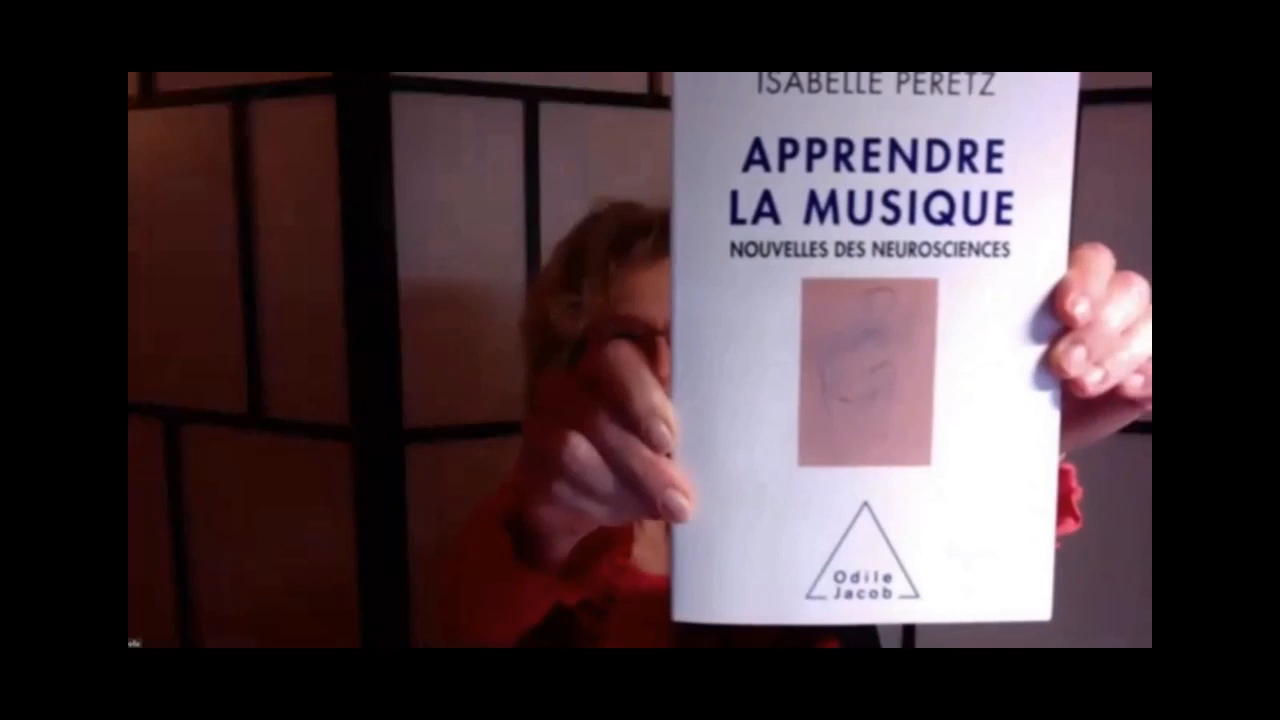 ISABELLE PERETZ
APPRENDRE
LA MUSIQUE
NOUVELLES DES NEUROSCIENCES
Odile
Jacob